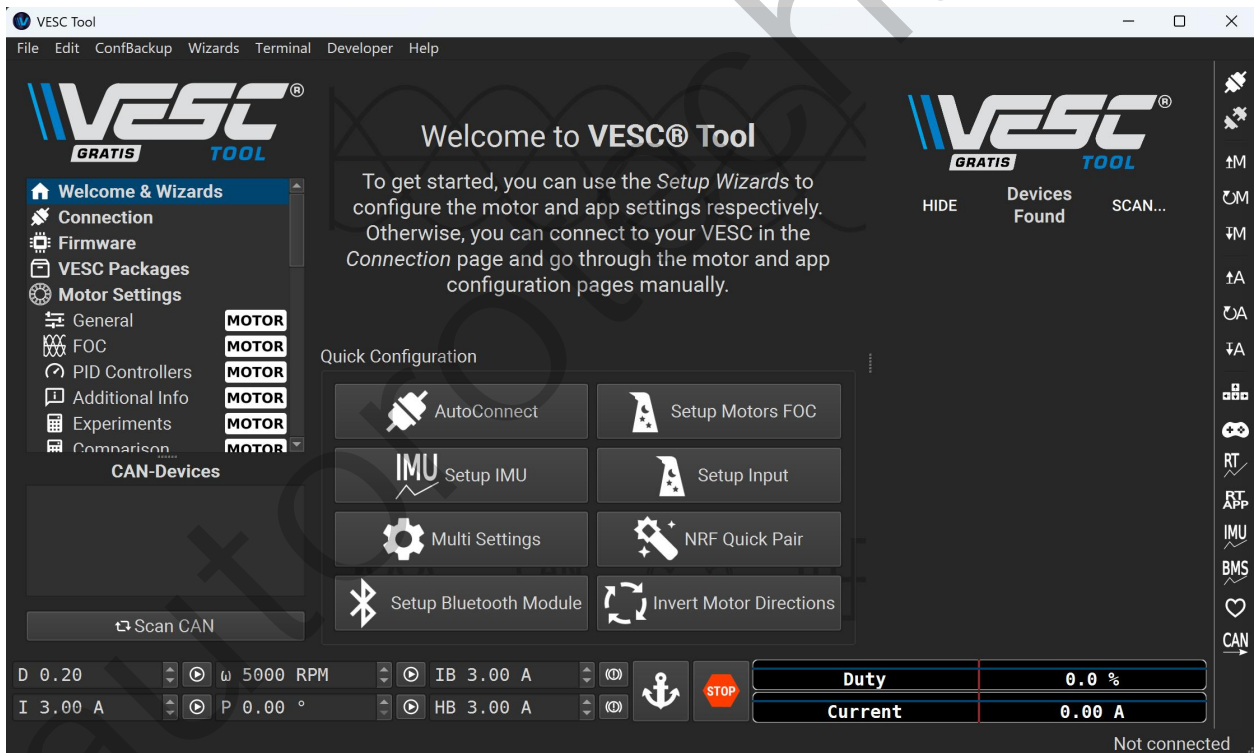 VESC Tool
File Edit ConfBackup Wizards Terminal Developer Help
VESC®
GRATIS TOOL
Welcome & Wizards
Connection
Firmware
VESC Packages
Motor Settings
General MOTOR
FOC MOTOR
PID Controllers MOTOR
Additional Info MOTOR
Experiments MOTOR
Comparison MOTOR
CAN-Devices
Scan CAN
Welcome to VESC® Tool
To get started, you can use the Setup Wizards to
configure the motor and app settings respectively.
Otherwise, you can connect to your VESC in the
Connection page and go through the motor and app
configuration pages manually.
Quick Configuration
AutoConnect
Setup Motors FOC
IMU Setup IMU
Setup Input
Multi Settings
NRF Quick Pair
Setup Bluetooth Module
Invert Motor Directions
VESC®
GRATIS TOOL
HIDE Devices Found SCAN...
M
M
M
A
A
A
RT
RT APP
IMU
BMS
CAN
D 0.20 ω 5000 RPM IB 3.00 A
I 3.00 A P 0.00 ° HB 3.00 A
STOP
Duty 0.0 %
Current 0.00 A
Not connected